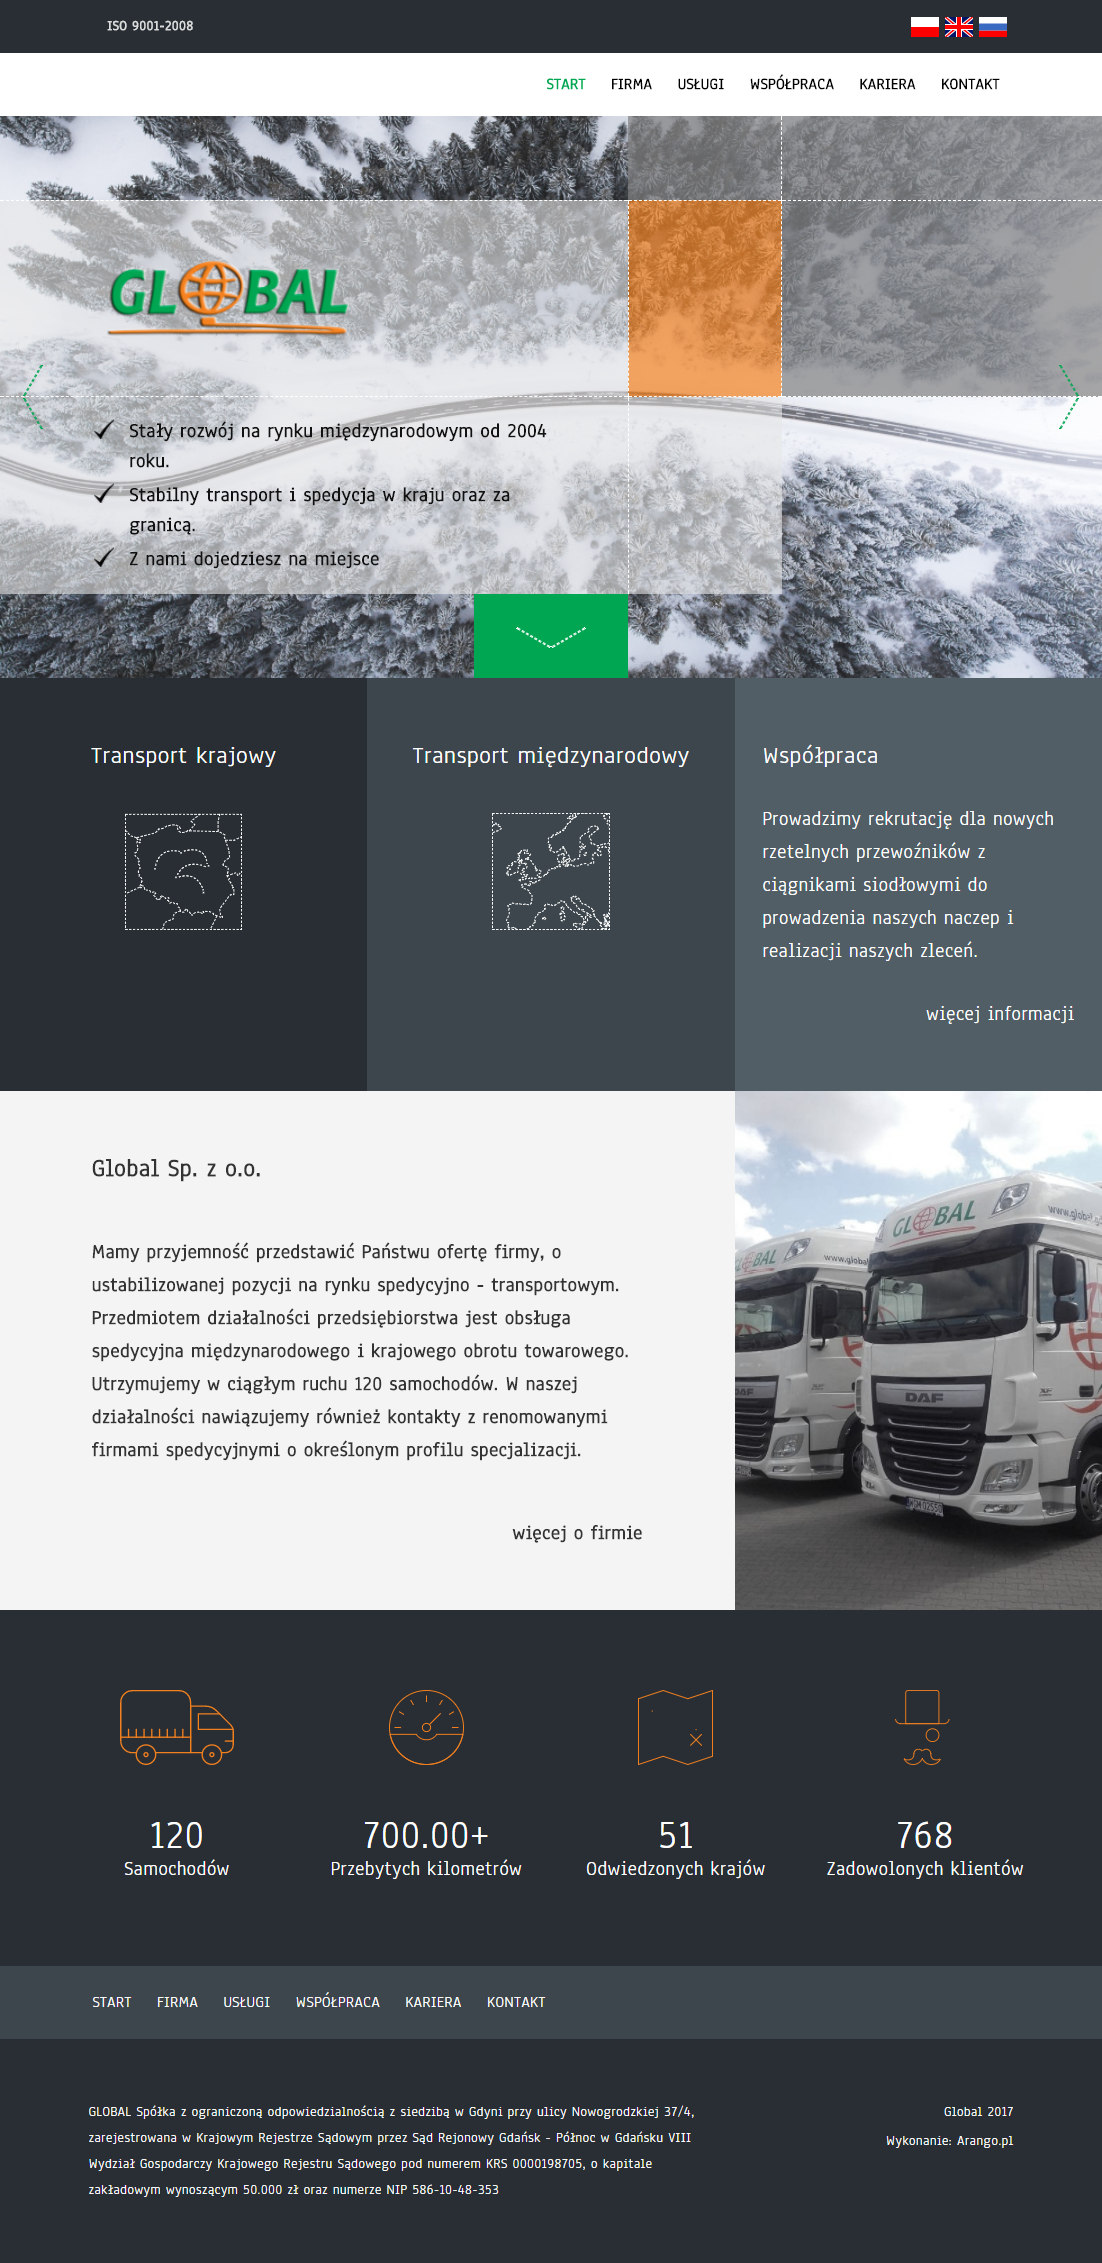 ISO 9001-2008
START FIRMA USŁUGI WSPÓŁPRACA KARIERA KONTAKT
GLOBAL
Stały rozwój na rynku międzynarodowym od 2004
roku.
Stabilny transport i spedycja w kraju oraz za
granicą.
Z nami dojedziesz na miejsce
Transport krajowy
Transport międzynarodowy
Współpraca
Prowadzimy rekrutację dla nowych
rzetelnych przewoźników z
ciągnikami siodłowymi do
prowadzenia naszych naczep i
realizacji naszych zleceń.
więcej informacji
Global Sp. z o.o.
Mamy przyjemność przedstawić Państwu ofertę firmy, o
ustabilizowanej pozycji na rynku spedycyjno - transportowym.
Przedmiotem działalności przedsiębiorstwa jest obsługa
spedycyjna międzynarodowego i krajowego obrotu towarowego.
Utrzymujemy w ciągłym ruchu 120 samochodów. W naszej
działalności nawiązujemy również kontakty z renomowanymi
firmami spedycyjnymi o określonym profilu specjalizacji.
więcej o firmie
GLOBAL
DAF
DAF
XF
120
Samochodów
700.00+
Przebytych kilometrów
51
Odwiedzonych krajów
768
Zadowolonych klientów
START FIRMA USŁUGI WSPÓŁPRACA KARIERA KONTAKT
GLOBAL Spółka z ograniczoną odpowiedzialnością z siedzibą w Gdyni przy ulicy Nowogrodzkiej 37/4,
zarejestrowana w Krajowym Rejestrze Sądowym przez Sąd Rejonowy Gdańsk - Północ w Gdańsku VIII
Wydział Gospodarczy Krajowego Rejestru Sądowego pod numerem KRS 0000198705, o kapitale
zakładowym wynoszącym 50.000 zł oraz numerze NIP 586-10-48-353
Global 2017
Wykonanie: Arango.pl